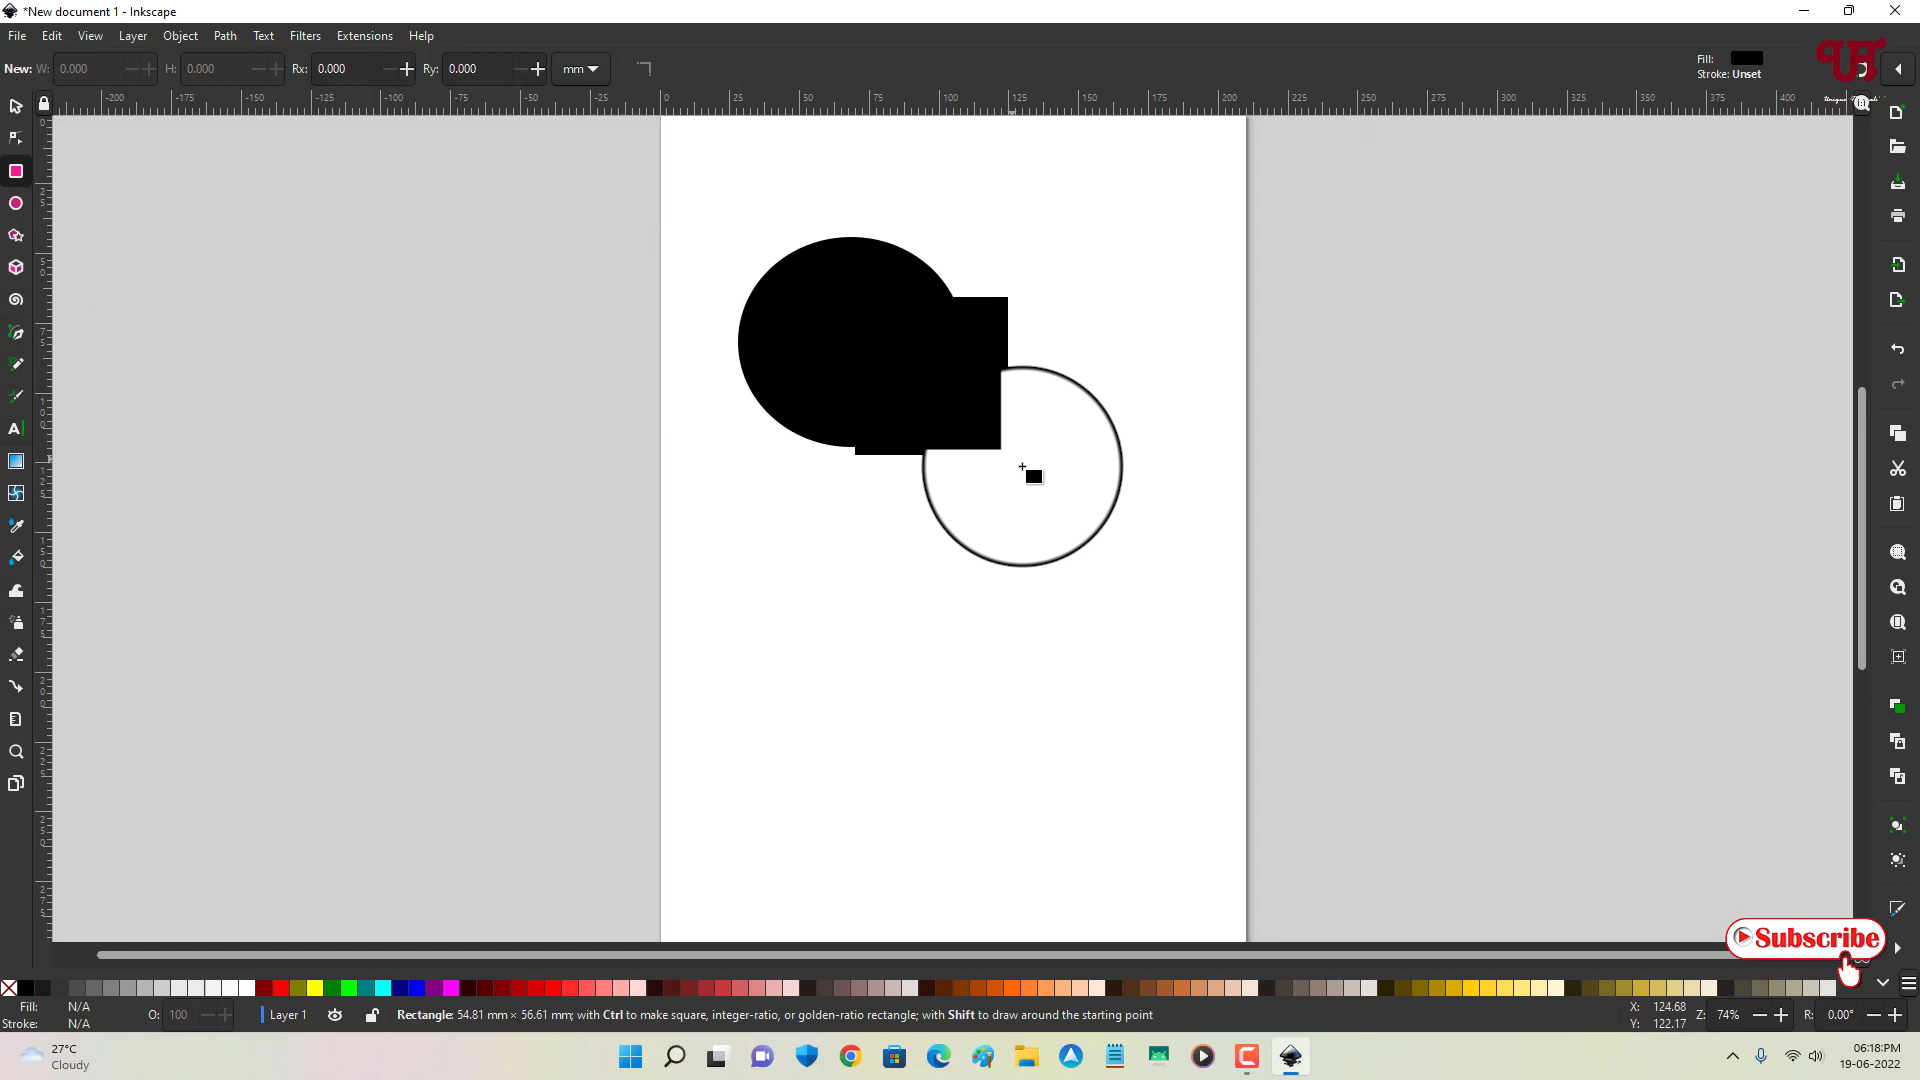 *New document 1 - Inkscape
File Edit View Layer Object Path Text Filters Extensions Help
New: W: 0.000 H: 0.000 Rx: 0.000 Ry: 0.000 mm
Fill:
Stroke: Unset
-200 -175 -150 -125 -100 -75 -50 -25 0 25 50 75 100 125 150 175 200 225 250 275 300 325 350 375 400
Subscribe
Fill: N/A
Stroke: N/A
O: 100
Layer 1
Rectangle: 54.81 mm × 56.61 mm; with Ctrl to make square, integer-ratio, or golden-ratio rectangle; with Shift to draw around the starting point
X: 124.68
Y: 122.17
Z: 74%
R: 0.00°
27°C
Cloudy
06:18:PM
19-06-2022